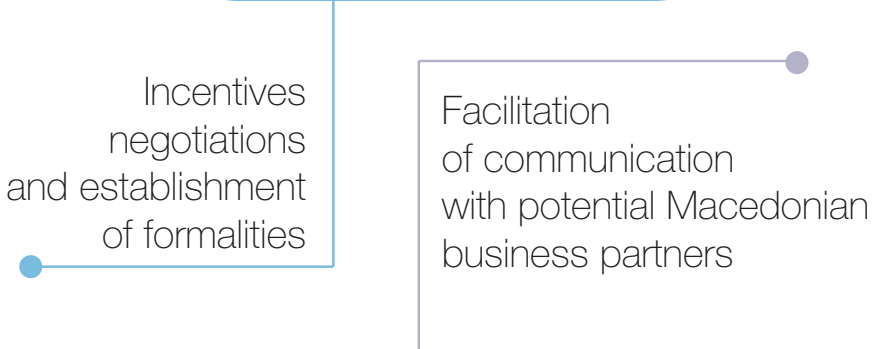 Incentives
negotiations
and establishment
of formalities
Facilitation
of communication
with potential Macedonian
business partners